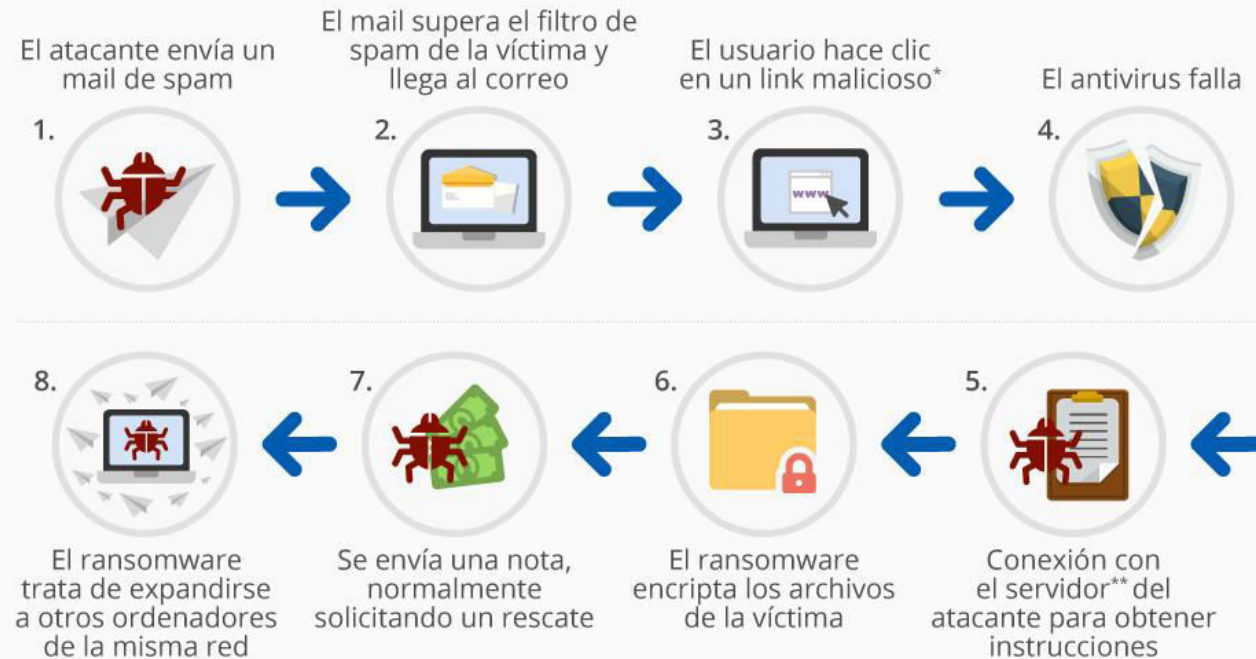 El atacante envía un
mail de spam
1.
El mail supera el filtro de
spam de la víctima y
llega al correo
2.
El usuario hace clic
en un link malicioso*
3.
www
El antivirus falla
4.
5.
Conexión con
el servidor** del
atacante para obtener
instrucciones
6.
El ransomware
encripta los archivos
de la víctima
7.
Se envía una nota,
normalmente
solicitando un rescate
8.
El ransomware
trata de expandirse
a otros ordenadores
de la misma red